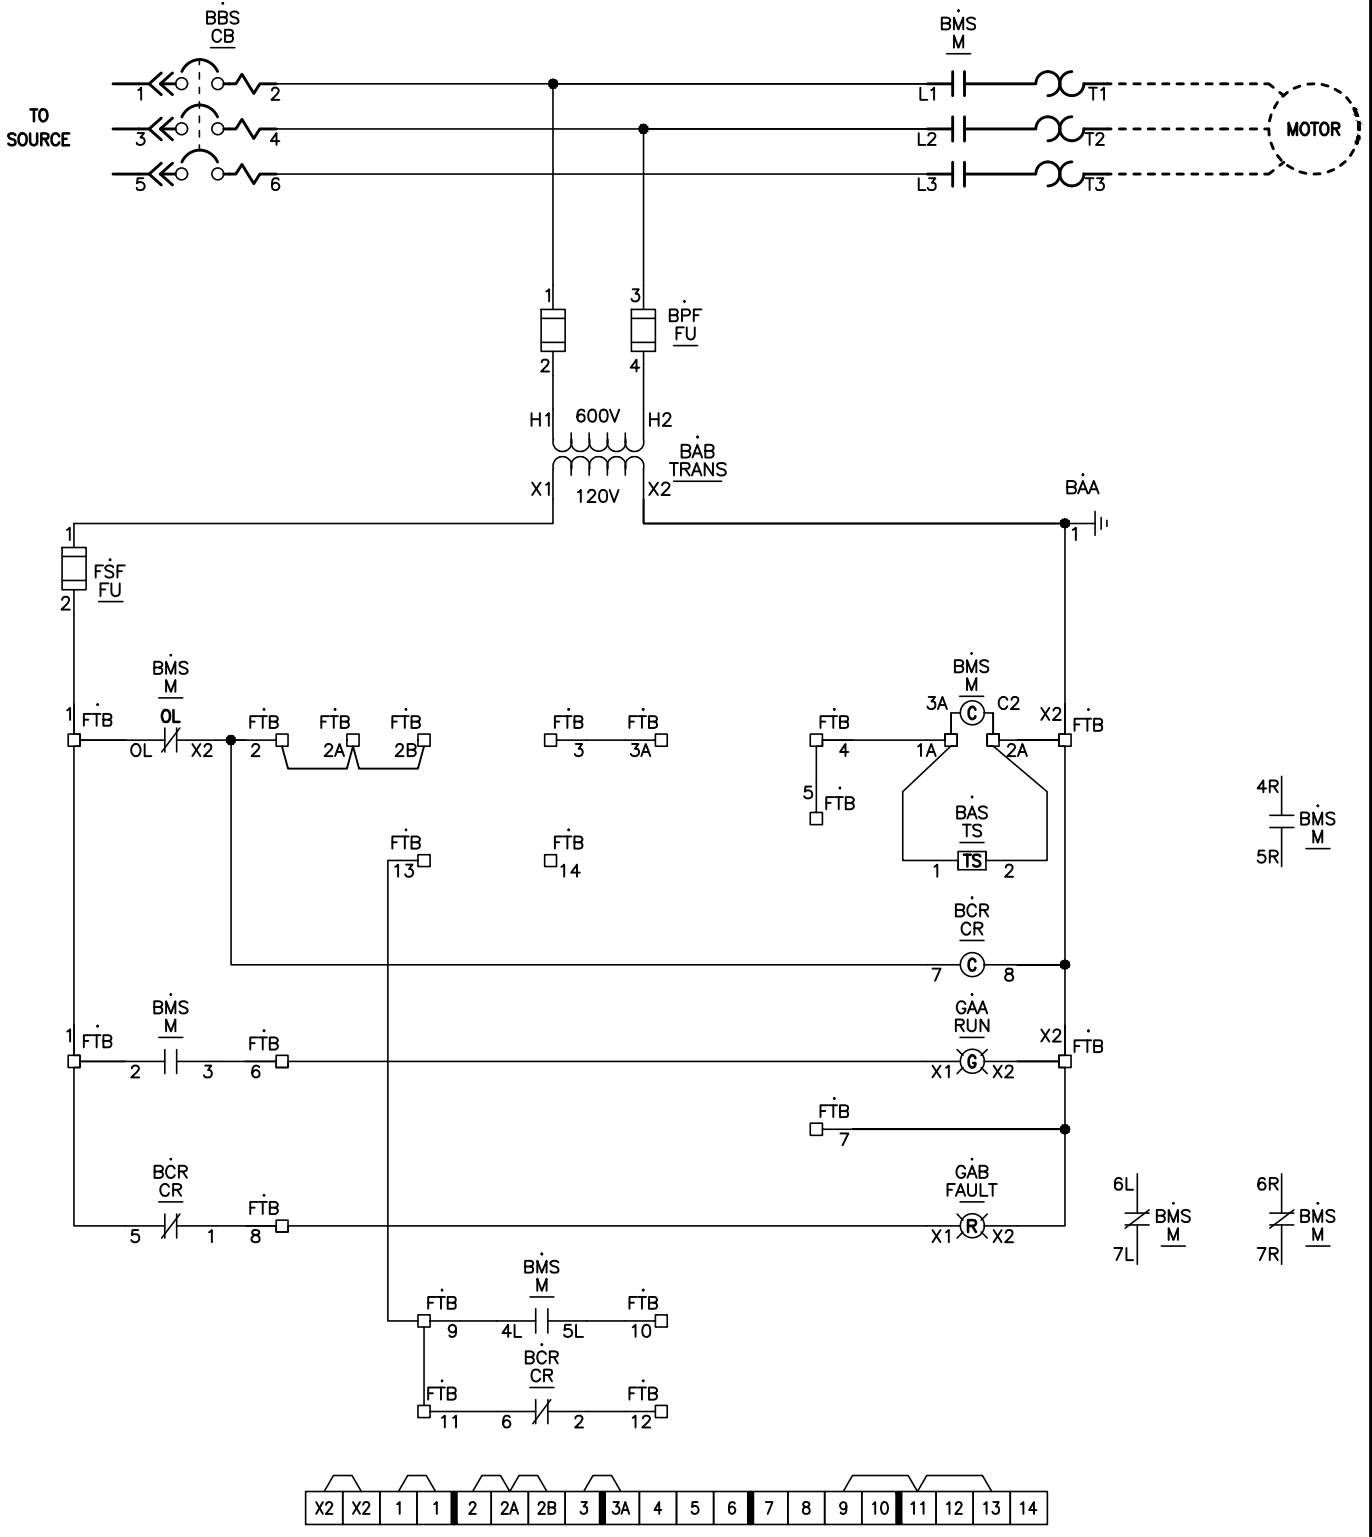 BBS
CB
BMS
M
1 2 L1 T1
TO
SOURCE
3 4 L2 T2
MOTOR
5 6 L3 T3
1 3
BPF
FU
2 4
H1 600V H2
BAB
TRANS
X1 120V X2
BAA
1 1
FSF
FU
2
BMS
M
OL
BMS
M
3A C C2
1 FTB FTB FTB FTB FTB FTB FTB X2 FTB
OL X2 2 2A 2B 3 3A 4 1A 2A
5 FTB
4R
BMS
M
5R
BAS
TS
FTB FTB
13 14 1 TS 2
BCR
CR
7 C 8
BMS
M
GAA
RUN
1 FTB FTB X2 FTB
2 3 6 X1 G X2
FTB
7
BCR
CR
GAB
FAULT
FTB
5 1 8 X1 R X2
6L
BMS
M
7L
6R
BMS
M
7R
BMS
M
FTB FTB
9 4L 5L 10
BCR
CR
FTB FTB
11 6 2 12
X2 X2 1 1 2 2A 2B 3 3A 4 5 6 7 8 9 10 11 12 13 14